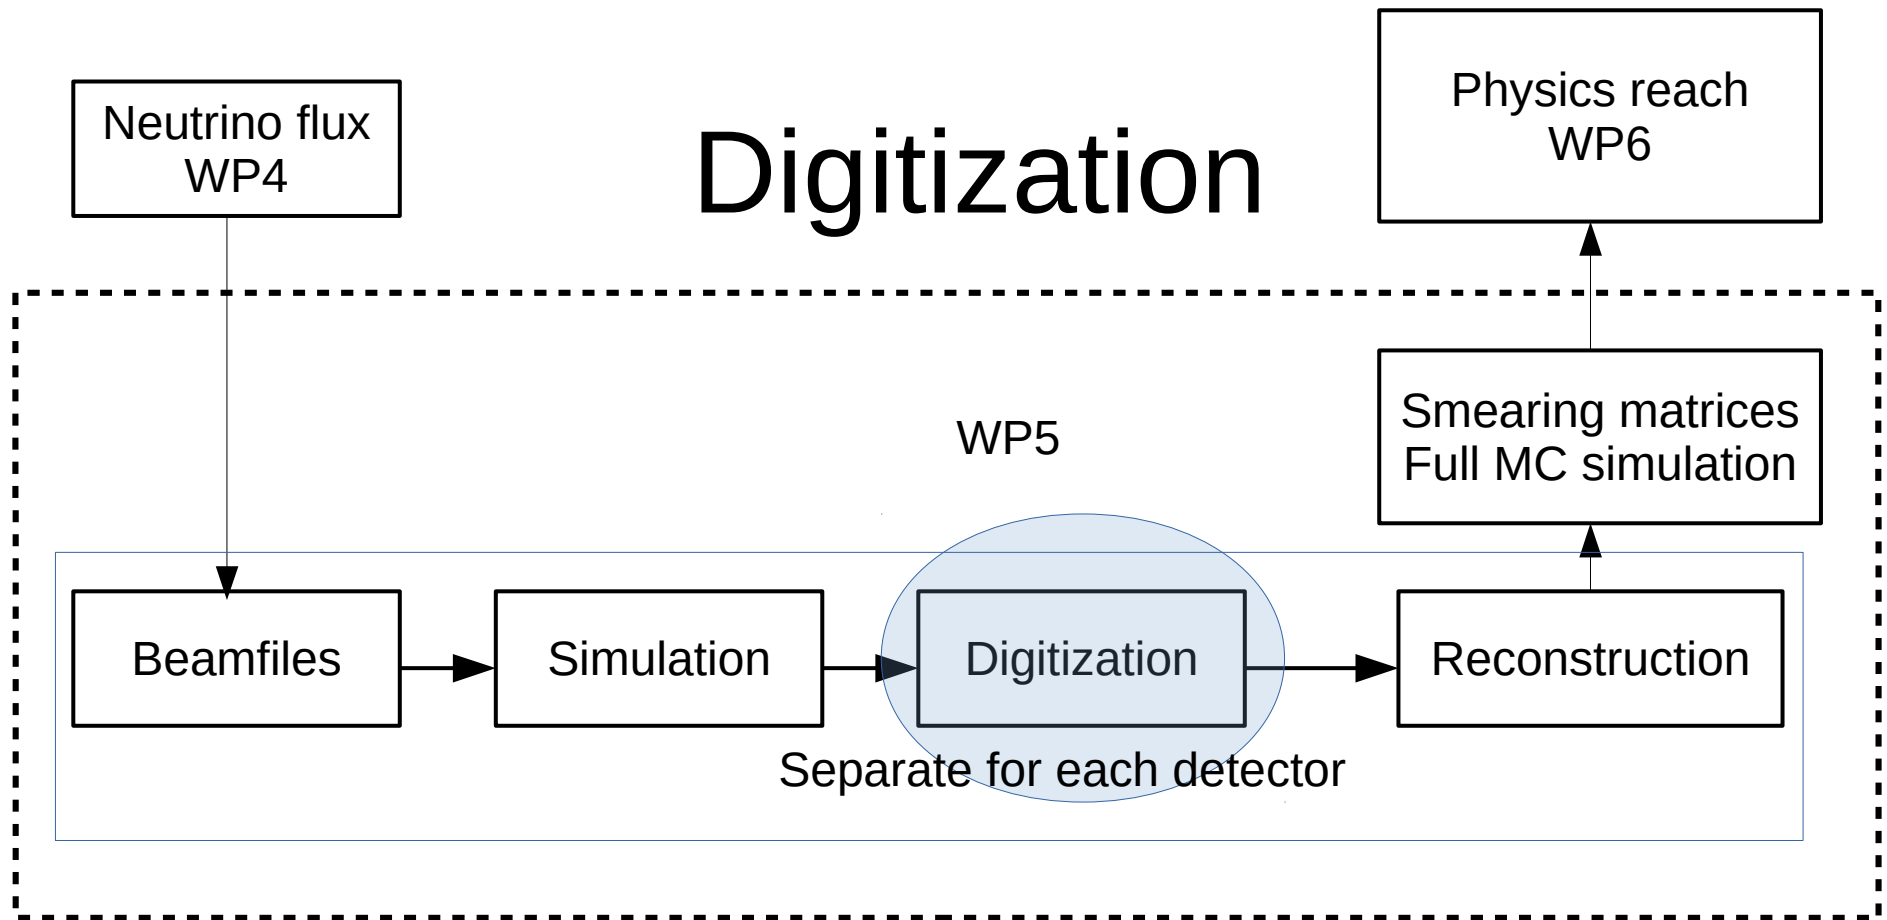 Neutrino flux
WP4
Digitization
Physics reach
WP6
WP5
Smearing matrices
Full MC simulation
Beamfiles
Simulation
Digitization
Reconstruction
Separate for each detector